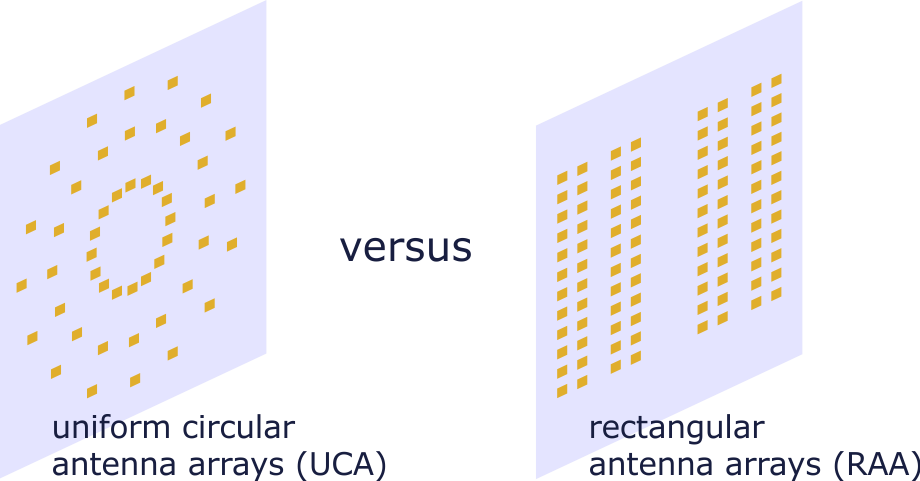 versus
uniform circular
antenna arrays (UCA)
rectangular
antenna arrays (RAA)